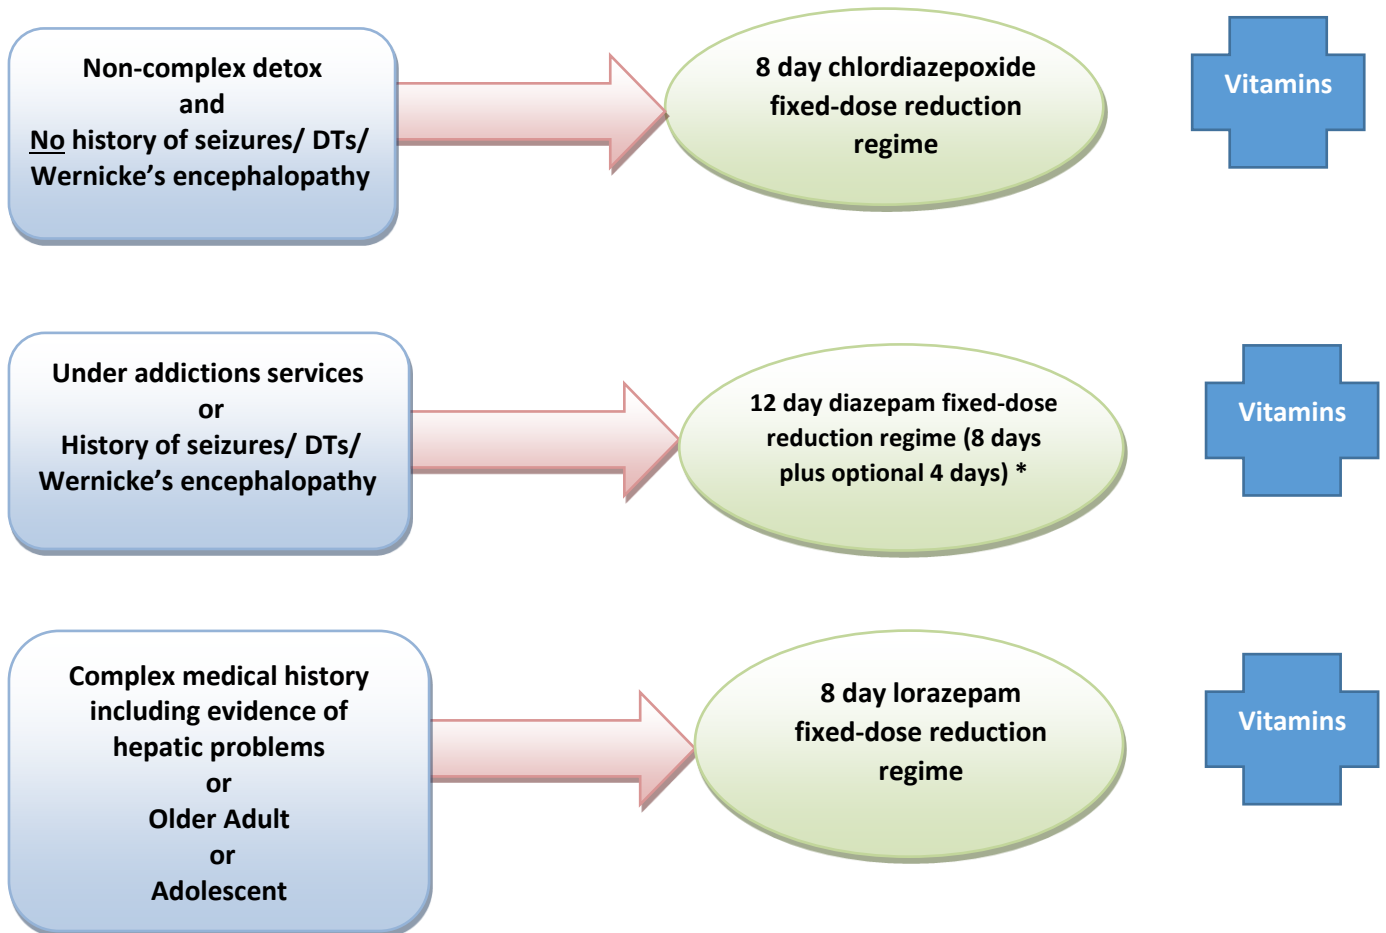 Non-complex detox
and
No history of seizures/ DTs/
Wernicke's encephalopathy
8 day chlordiazepoxide
fixed-dose reduction
regime
Vitamins
Under addictions services
or
History of seizures/ DTs/
Wernicke's encephalopathy
12 day diazepam fixed-dose
reduction regime (8 days
plus optional 4 days) *
Vitamins
Complex medical history
including evidence of
hepatic problems
or
Older Adult
or
Adolescent
8 day lorazepam
fixed-dose reduction
regime
Vitamins